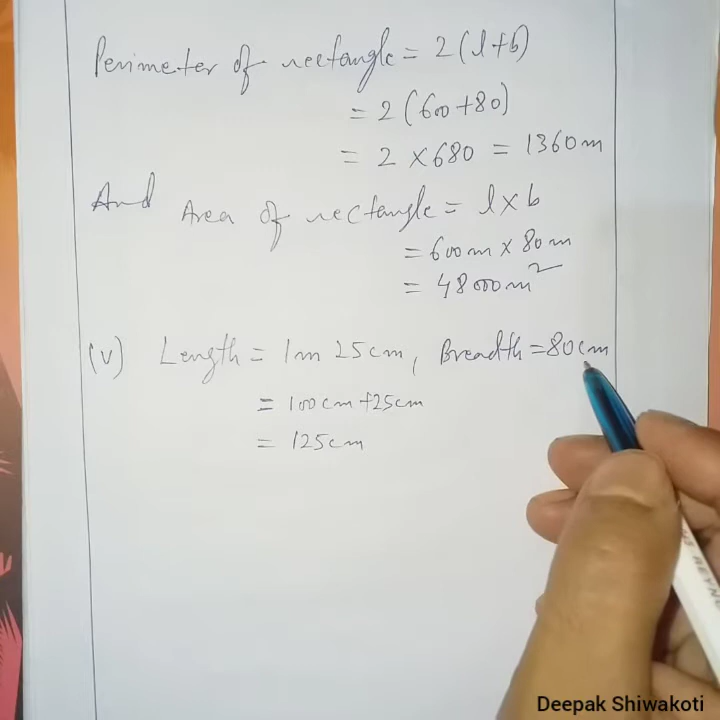 Perimeter of rectangle = 2(l+b)
= 2(600+80)
= 2 × 680 = 1360m
And Area of rectangle = l×b
= 600m × 80m
= 48000m²
(v) Length = 1m 25cm, Breadth = 80cm
= 100cm + 25cm
= 125cm
Deepak Shiwakoti